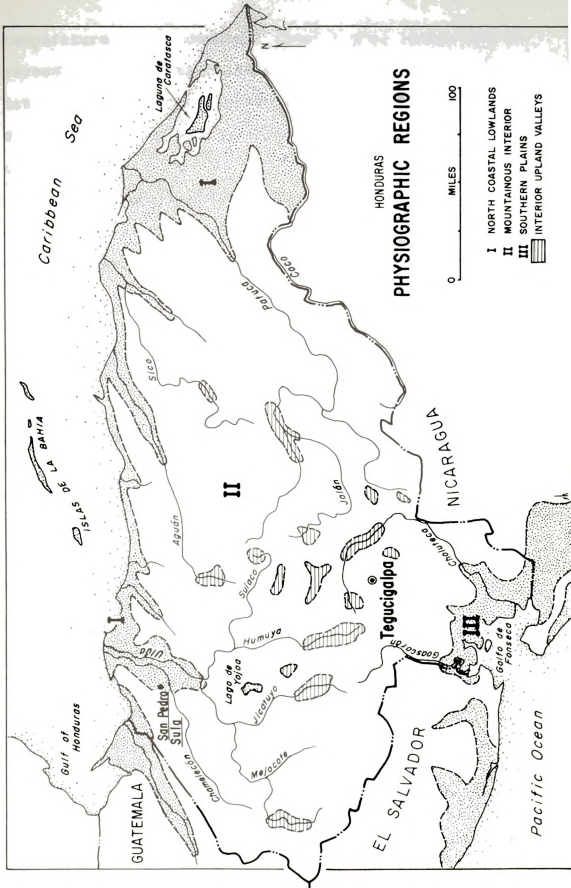 HONDURAS
PHYSIOGRAPHIC REGIONS
0 MILES 100
I NORTH COASTAL LOWLANDS
II MOUNTAINOUS INTERIOR
III SOUTHERN PLAINS
INTERIOR UPLAND VALLEYS
N
Caribbean Sea
Gulf of
Honduras
ISLAS DE LA BAHIA
Laguna de
Caratasca
GUATEMALA
I
I
II
III
San Pedro
Sula
Chamelecón
Ulúa
Aguán
Sico
Patuca
Coco
Sulaco
Humuya
Lago de
Yojoa
Jicatuyo
Mejocote
Jalán
Tegucigalpa
Choluteca
Goascorán
Golfo de
Fonseca
NICARAGUA
EL SALVADOR
Pacific Ocean